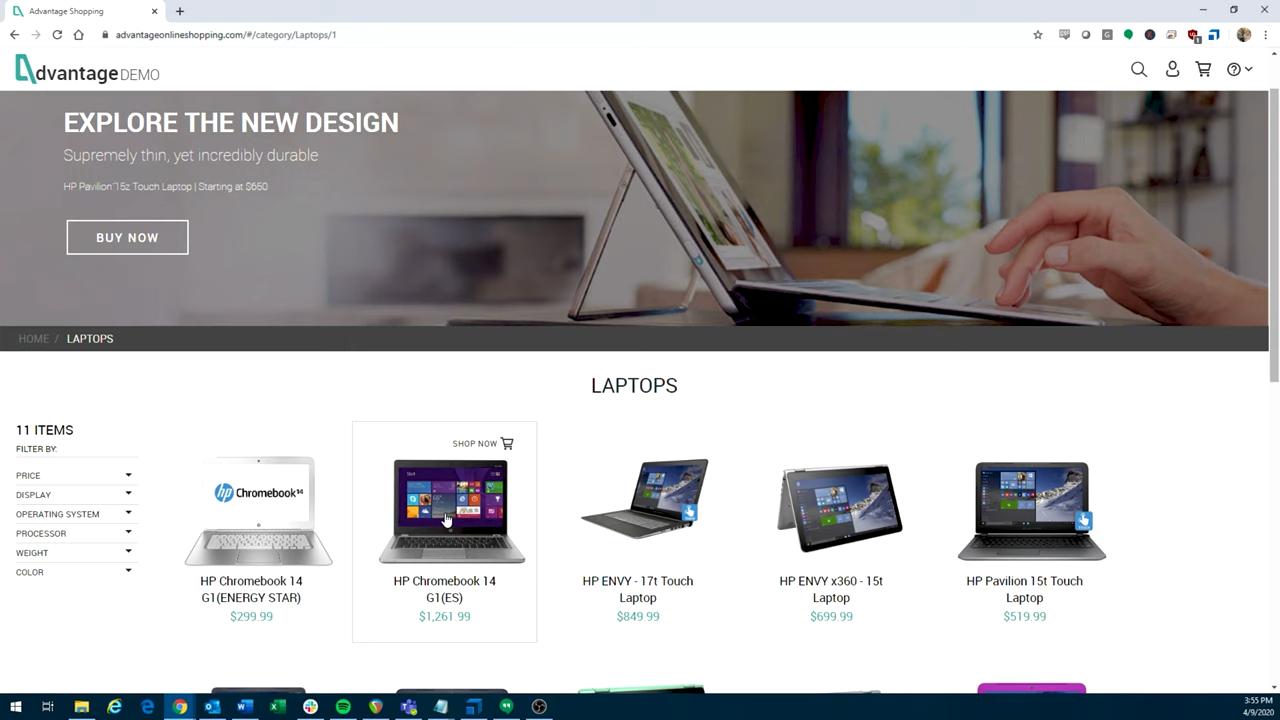 Advantage Shopping
advantageonlineshopping.com/#/category/Laptops/1
dvantage DEMO
EXPLORE THE NEW DESIGN
Supremely thin, yet incredibly durable
HP Pavilion 15z Touch Laptop | Starting at $650
BUY NOW
HOME / LAPTOPS
LAPTOPS
11 ITEMS
FILTER BY:
PRICE
DISPLAY
OPERATING SYSTEM
PROCESSOR
WEIGHT
COLOR
hp Chromebook 14
HP Chromebook 14
G1(ENERGY STAR)
$299.99
SHOP NOW
Start
HP Chromebook 14
G1(ES)
$1,261.99
HP ENVY - 17t Touch
Laptop
$849.99
HP ENVY x360 - 15t
Laptop
$699.99
HP Pavilion 15t Touch
Laptop
$519.99
3:55 PM
4/9/2020